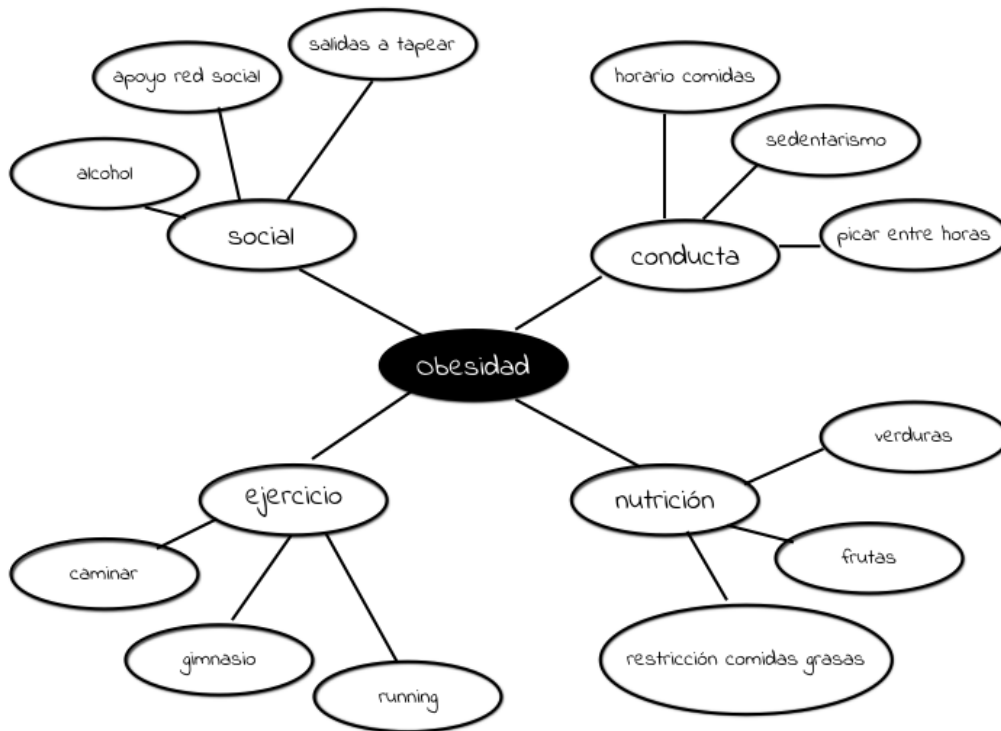 salidas a tapear
apoyo red social
horario comidas
sedentarismo
alcohol
social
picar entre horas
conducta
obesidad
verduras
ejercicio
nutrición
frutas
caminar
gimnasio
restricción comidas grasas
running